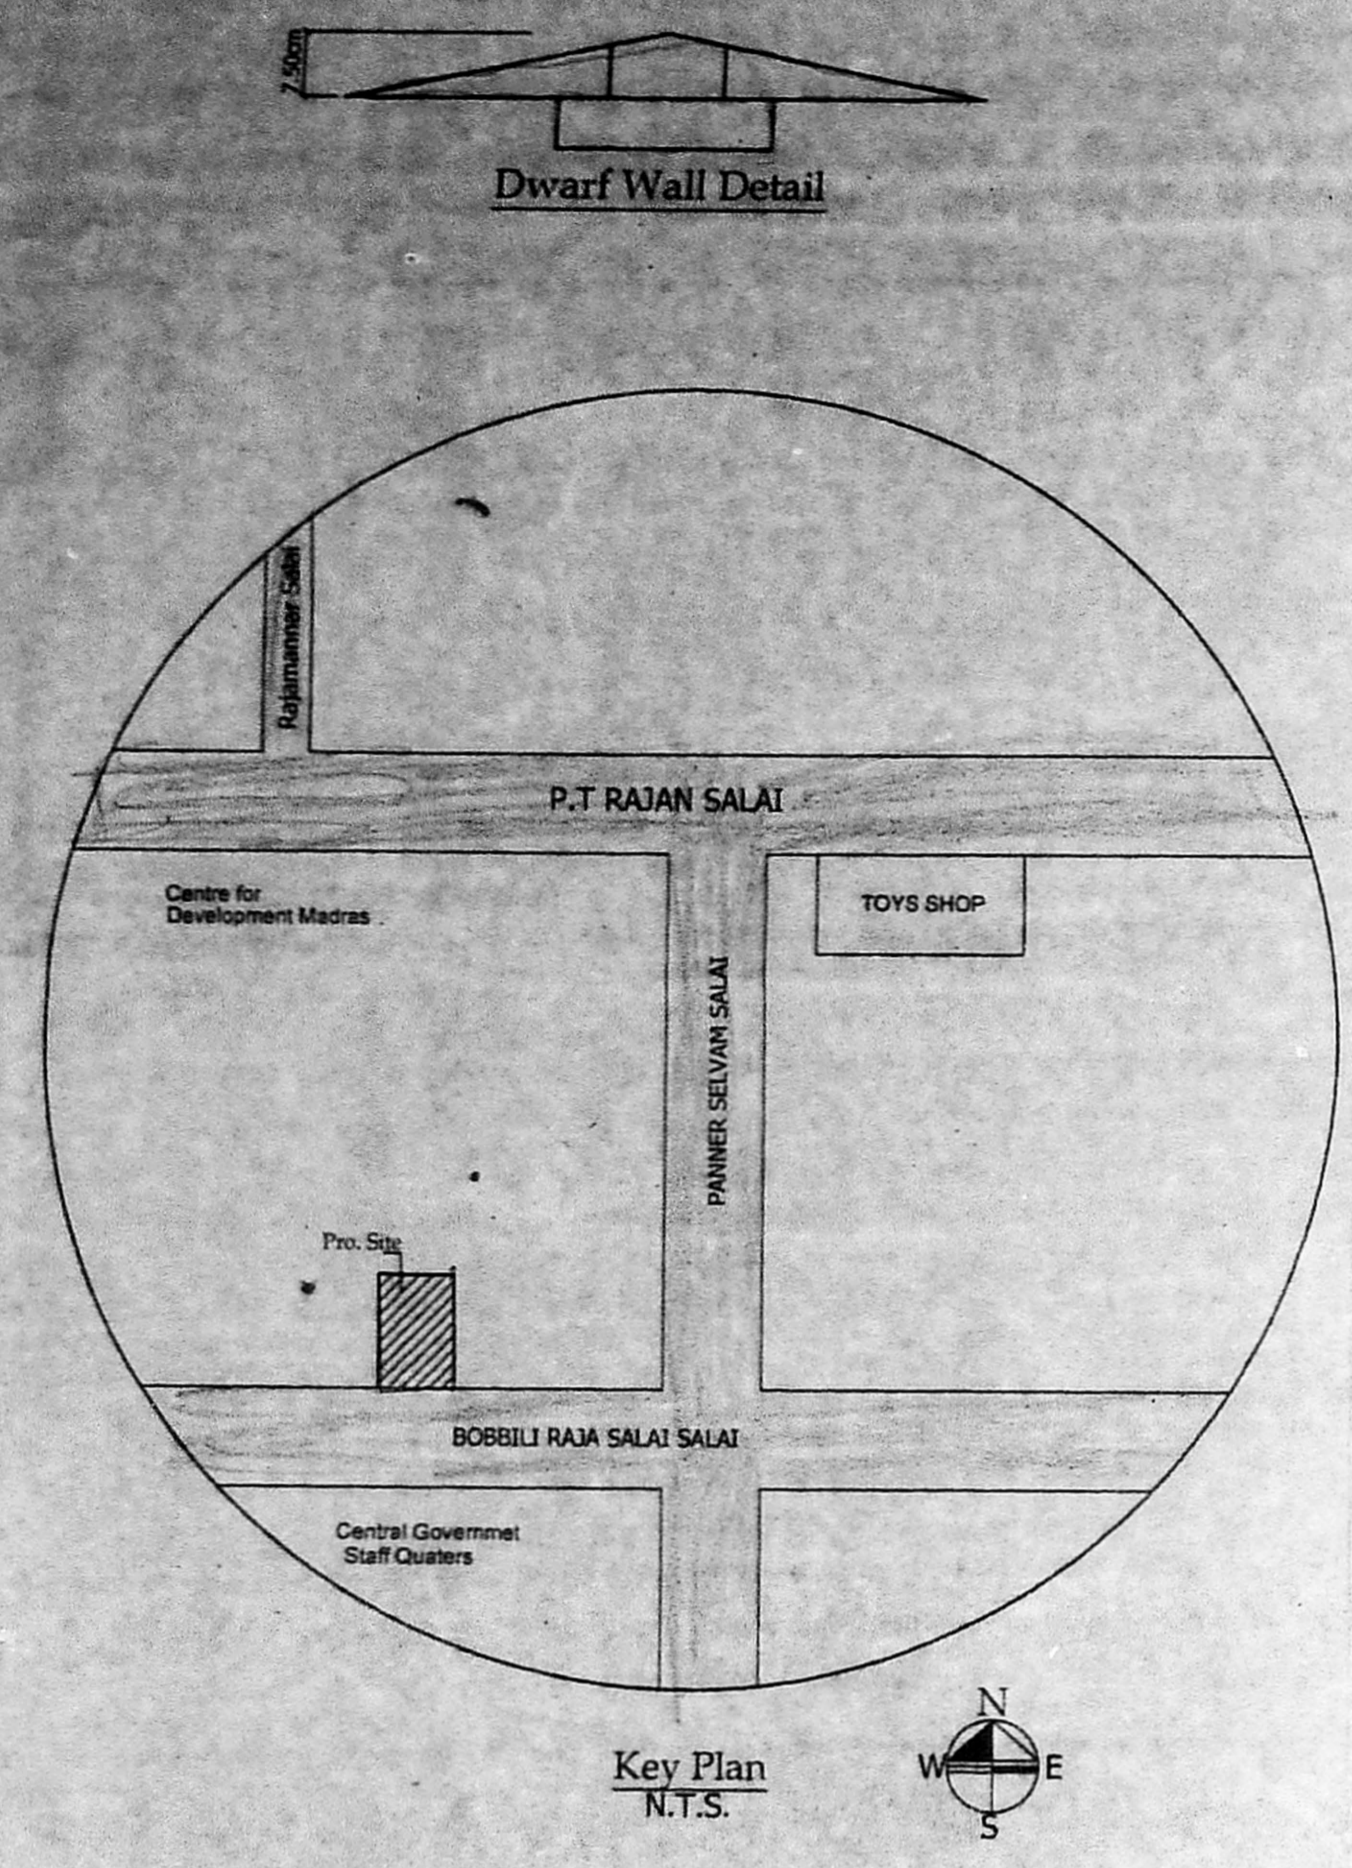 7.50cm
Dwarf Wall Detail
Rajamanner Salai
P.T RAJAN SALAI
Centre for
Development Madras
TOYS SHOP
PANNER SELVAM SALAI
Pro. Site
BOBBILI RAJA SALAI SALAI
Central Governmet
Staff Quaters
Key Plan
N.T.S.
N
W E
S